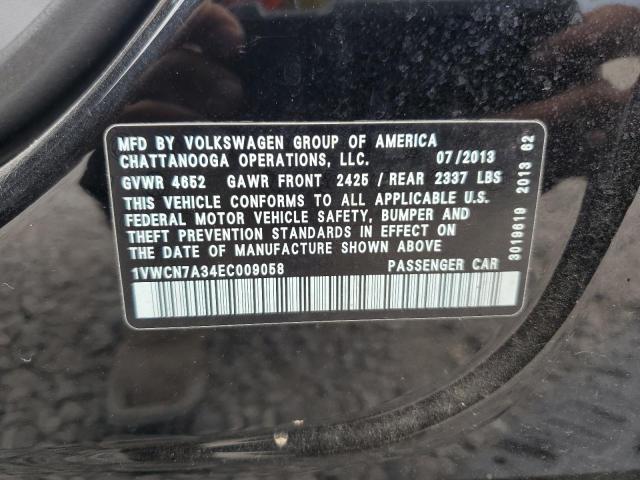 MFD BY VOLKSWAGEN GROUP OF AMERICA
CHATTANOOGA OPERATIONS, LLC. 07/2013
GVWR 4652 GAWR FRONT 2425 / REAR 2337 LBS
THIS VEHICLE CONFORMS TO ALL APPLICABLE U.S.
FEDERAL MOTOR VEHICLE SAFETY, BUMPER AND
THEFT PREVENTION STANDARDS IN EFFECT ON
THE DATE OF MANUFACTURE SHOWN ABOVE
1VWCN7A34EC009058 PASSENGER CAR
3019619 2013 62